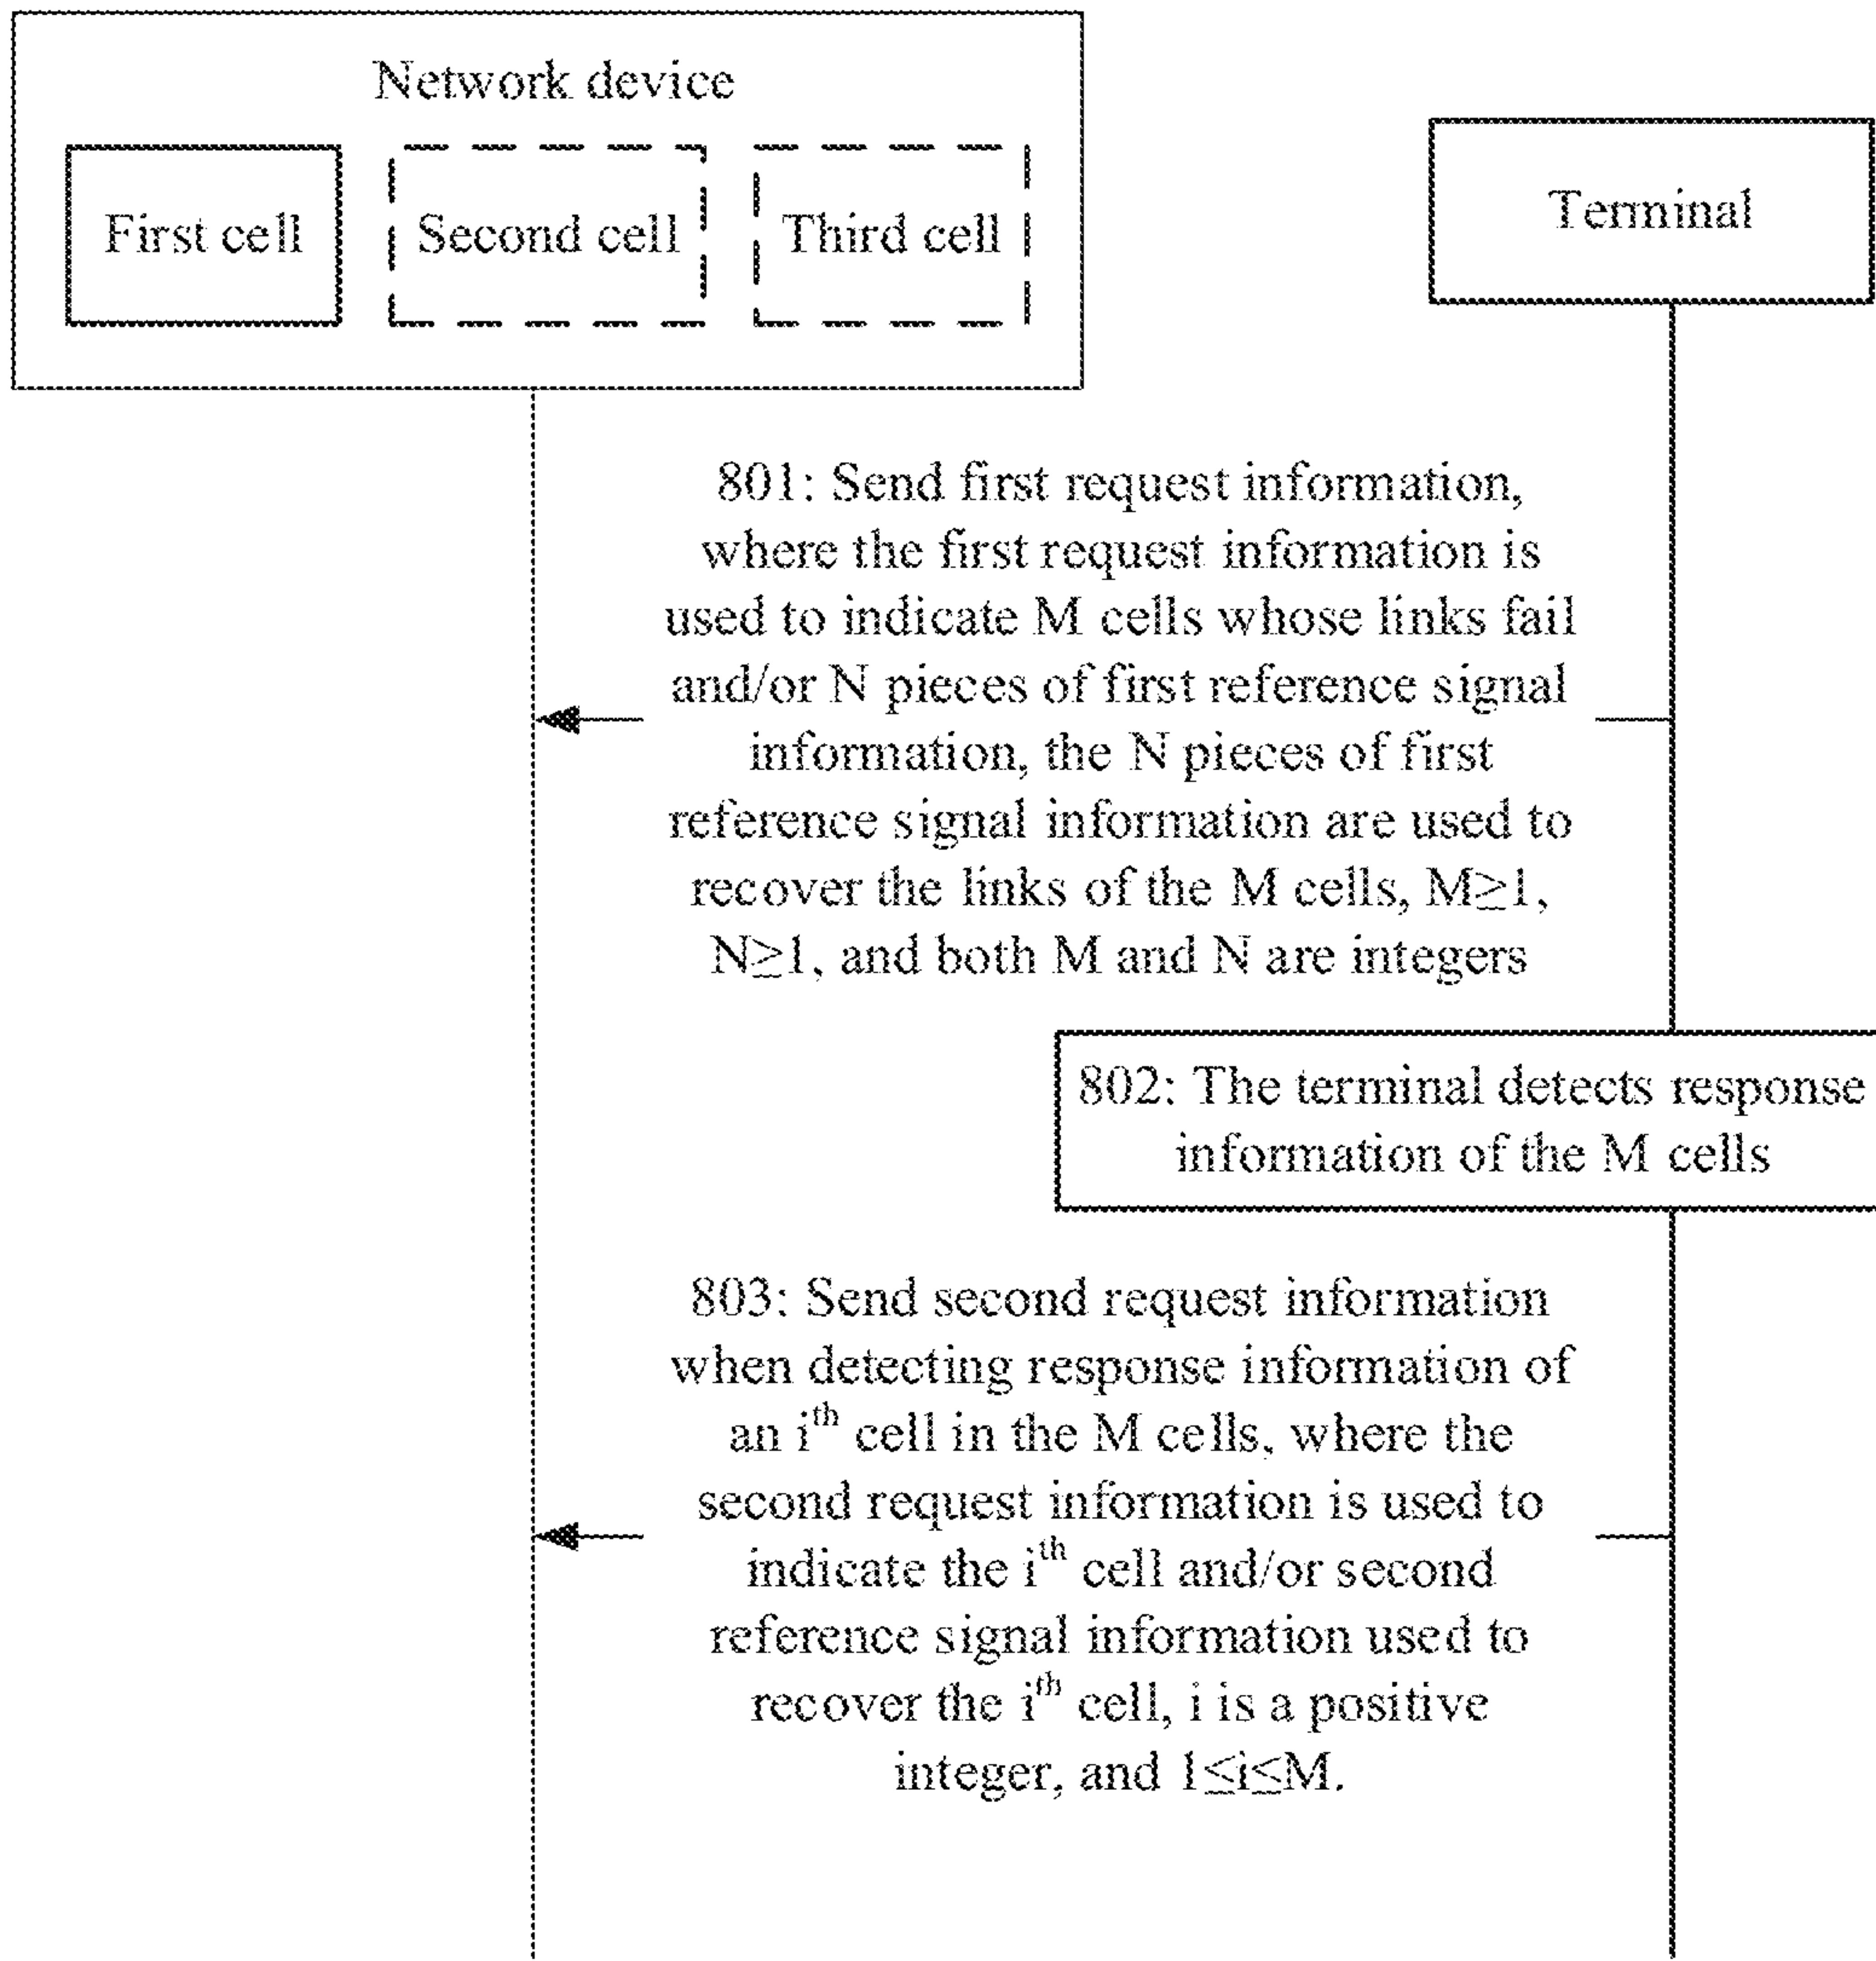 Network device
First cell
Second cell
Third cell
Terminal
801: Send first request information,
where the first request information is
used to indicate M cells whose links fail
and/or N pieces of first reference signal
information, the N pieces of first
reference signal information are used to
recover the links of the M cells, M≥1,
N≥1, and both M and N are integers
802: The terminal detects response
information of the M cells
803: Send second request information
when detecting response information of
an iᵗʰ cell in the M cells, where the
second request information is used to
indicate the iᵗʰ cell and/or second
reference signal information used to
recover the iᵗʰ cell, i is a positive
integer, and 1≤i≤M.